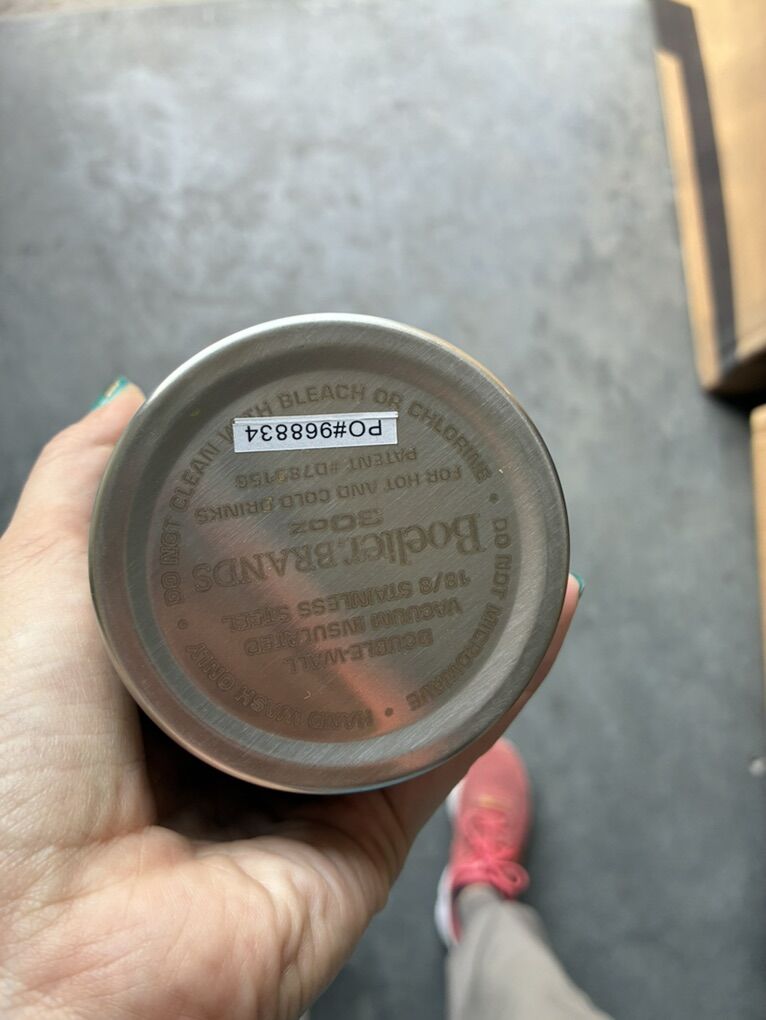 DO NOT CLEAN WITH BLEACH OR CHLORINE • DO NOT MICROWAVE • HAND WASH ONLY •
DOUBLE-WALL
VACUUM INSULATED
18/8 STAINLESS STEEL
Boelter. BRANDS
30oz
FOR HOT AND COLD DRINKS
PATENT #D789156
PO#968834